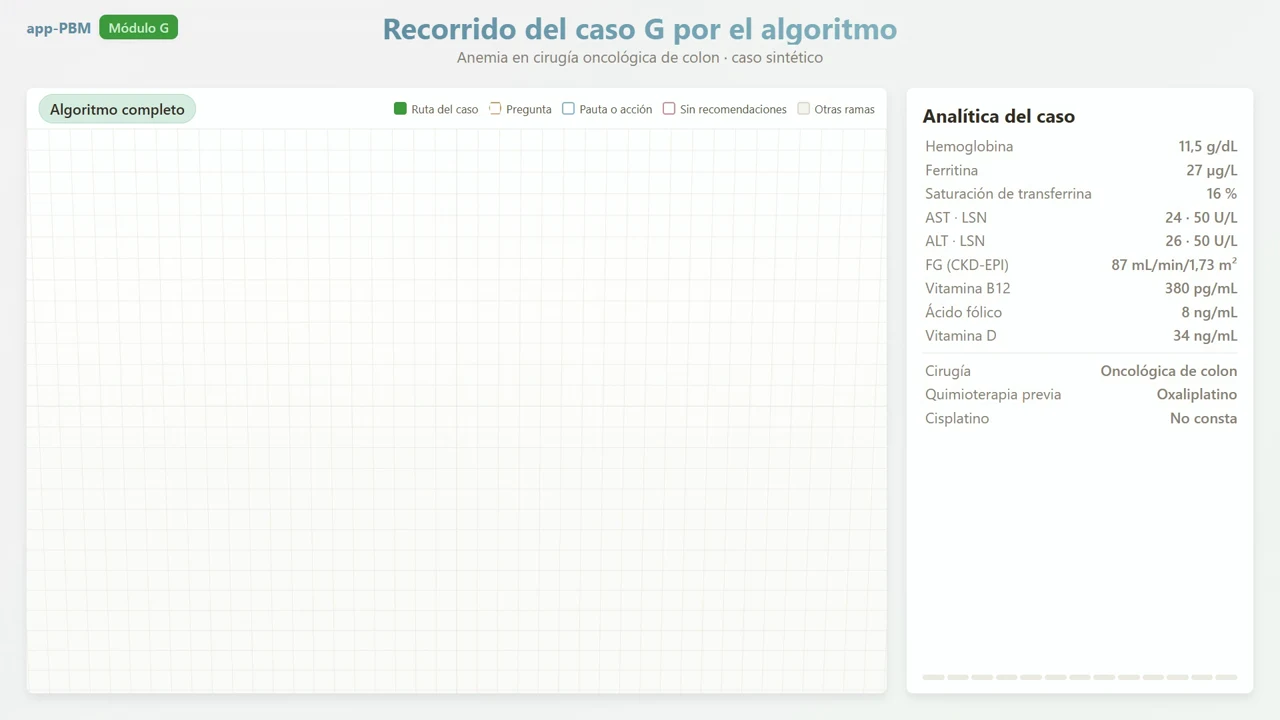 app-PBM
Módulo G
Recorrido del caso G por el algoritmo
Anemia en cirugía oncológica de colon · caso sintético
Algoritmo completo
Ruta del caso
Pregunta
Pauta o acción
Sin recomendaciones
Otras ramas
Analítica del caso
Hemoglobina 11,5 g/dL
Ferritina 27 µg/L
Saturación de transferrina 16 %
AST · LSN 24 · 50 U/L
ALT · LSN 26 · 50 U/L
FG (CKD-EPI) 87 mL/min/1,73 m²
Vitamina B12 380 pg/mL
Ácido fólico 8 ng/mL
Vitamina D 34 ng/mL
Cirugía Oncológica de colon
Quimioterapia previa Oxaliplatino
Cisplatino No consta